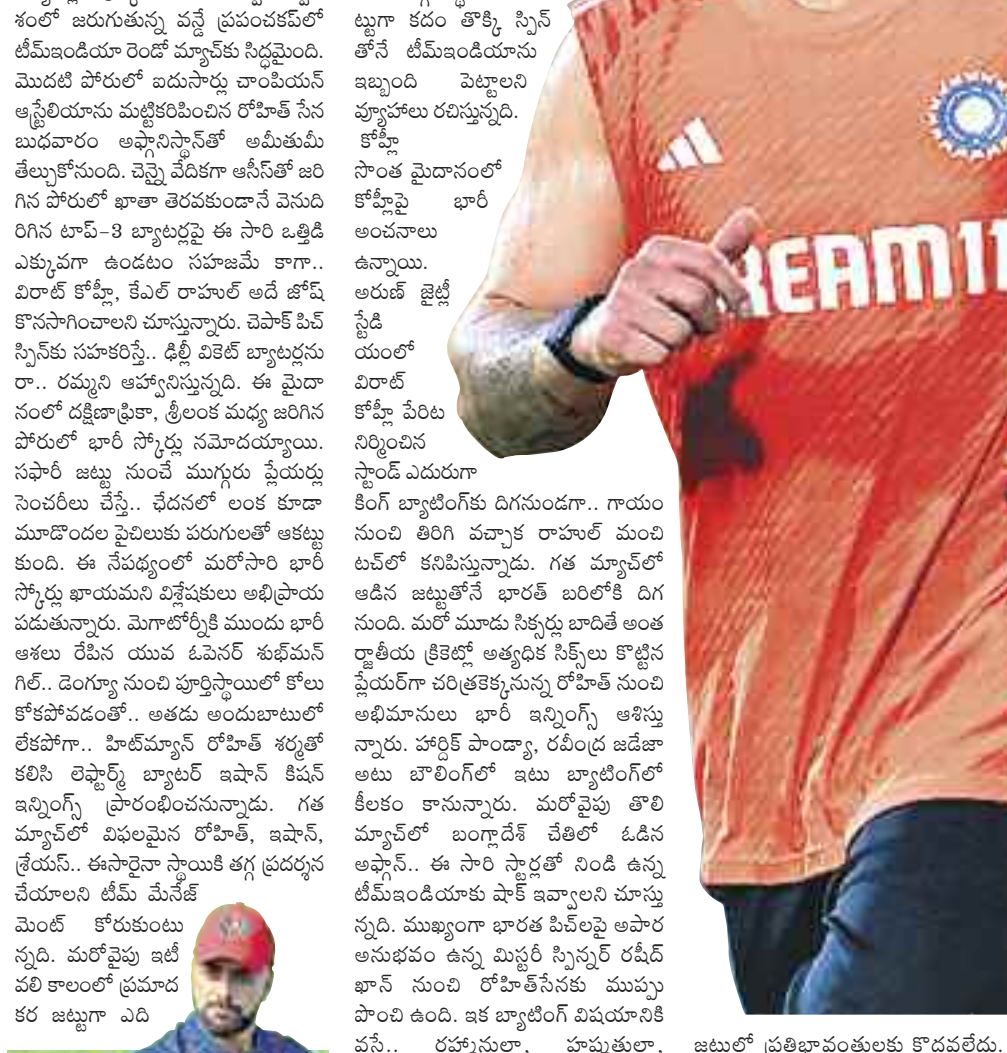 శంలో జరుగుతున్న వన్డే ప్రపంచకప్‌లో
టీమ్ఇండియా రెండో మ్యాచ్‌కు సిద్ధమైంది.
మొదటి పోరులో ఐదుసార్లు చాంపియన్
ఆస్ట్రేలియాను మట్టికరిపించిన రోహిత్ సేన
బుధవారం అఫ్గానిస్థాన్‌తో అమీతుమీ
తేల్చుకోనుంది. చెన్నై వేదికగా ఆసీస్‌తో జరి
గిన పోరులో ఖాతా తెరవకుండానే వెనుది
రిగిన టాప్-3 బ్యాటర్లపై ఈ సారి ఒత్తిడి
ఎక్కువగా ఉండటం సహజమే కాగా..
విరాట్ కోహ్లీ, కేఎల్ రాహుల్ అదే జోష్
కొనసాగించాలని చూస్తున్నారు. చెపాక్ పిచ్
స్పిన్‌కు సహకరిస్తే.. ఢిల్లీ వికెట్ బ్యాటర్లను
రా.. రమ్మని ఆహ్వానిస్తున్నది. ఈ మైదా
నంలో దక్షిణాఫ్రికా, శ్రీలంక మధ్య జరిగిన
పోరులో భారీ స్కోర్లు నమోదయ్యాయి.
సఫారీ జట్టు నుంచే ముగ్గురు ప్లేయర్లు
సెంచరీలు చేస్తే.. ఛేదనలో లంక కూడా
మూడొందల పైచిలుకు పరుగులతో ఆకట్టు
కుంది. ఈ నేపథ్యంలో మరోసారి భారీ
స్కోర్లు ఖాయమని విశ్లేషకులు అభిప్రాయ
పడుతున్నారు. మెగాటోర్నీకి ముందు భారీ
ఆశలు రేపిన యువ ఓపెనర్ శుభ్‌మన్
గిల్.. డెంగ్యూ నుంచి పూర్తిస్థాయిలో కోలు
కోకపోవడంతో.. అతడు అందుబాటులో
లేకపోగా.. హిట్‌మ్యాన్ రోహిత్ శర్మతో
కలిసి లెఫ్టార్మ్ బ్యాటర్ ఇషాన్ కిషన్
ఇన్నింగ్స్ ప్రారంభించనున్నాడు. గత
మ్యాచ్‌లో విఫలమైన రోహిత్, ఇషాన్,
శ్రేయస్.. ఈసారైనా స్థాయికి తగ్గ ప్రదర్శన
చేయాలని టీమ్ మేనేజ్
మెంట్ కోరుకుంటు
న్నది. మరోవైపు ఇటీ
వలి కాలంలో ప్రమాద
కర జట్టుగా ఎది
ట్టుగా కదం తొక్కి స్పిన్
తోనే టీమ్ఇండియాను
ఇబ్బంది పెట్టాలని
వ్యూహాలు రచిస్తున్నది.
కోహ్లీ
సొంత మైదానంలో
కోహ్లీపై భారీ
అంచనాలు
ఉన్నాయి.
అరుణ్ జైట్లీ
స్టేడి
యంలో
విరాట్
కోహ్లీ పేరిట
నిర్మించిన
స్టాండ్ ఎదురుగా
కింగ్ బ్యాటింగ్‌కు దిగనుండగా.. గాయం
నుంచి తిరిగి వచ్చాక రాహుల్ మంచి
టచ్‌లో కనిపిస్తున్నాడు. గత మ్యాచ్‌లో
ఆడిన జట్టుతోనే భారత్ బరిలోకి దిగ
నుంది. మరో మూడు సిక్సర్లు బాదితే అంత
ర్జాతీయ క్రికెట్లో అత్యధిక సిక్స్‌లు కొట్టిన
ప్లేయర్‌గా చరిత్రకెక్కనున్న రోహిత్ నుంచి
అభిమానులు భారీ ఇన్నింగ్స్ ఆశిస్తు
న్నారు. హార్దిక్ పాండ్యా, రవీంద్ర జడేజా
అటు బౌలింగ్‌లో ఇటు బ్యాటింగ్‌లో
కీలకం కానున్నారు. మరోవైపు తొలి
మ్యాచ్‌లో బంగ్లాదేశ్ చేతిలో ఓడిన
అఫ్గాన్.. ఈ సారి స్టార్లతో నిండి ఉన్న
టీమ్ఇండియాకు షాక్ ఇవ్వాలని చూస్తు
న్నది. ముఖ్యంగా భారత పిచ్‌లపై అపార
అనుభవం ఉన్న మిస్టరీ స్పిన్నర్ రషీద్
ఖాన్ నుంచి రోహిత్‌సేనకు ముప్పు
పొంచి ఉంది. ఇక బ్యాటింగ్ విషయానికి
వస్తే.. రహ్మానుల్లా, హష్మతుల్లా,
జట్టులో ప్రతిభావంతులకు కొదవలేదు
REAM11